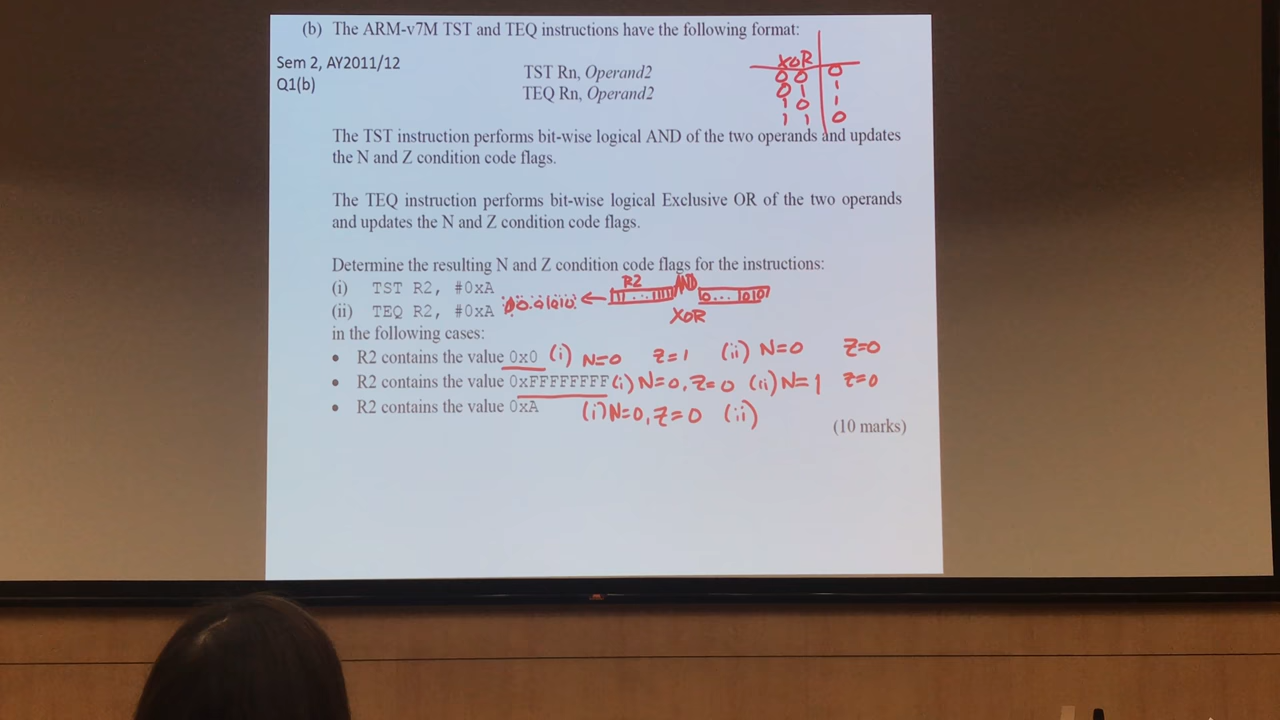 (b) The ARM-v7M TST and TEQ instructions have the following format:
Sem 2, AY2011/12
Q1(b)
TST Rn, Operand2
TEQ Rn, Operand2
XOR
0 0 0
0 1 1
1 0 1
1 1 0
The TST instruction performs bit-wise logical AND of the two operands and updates
the N and Z condition code flags.
The TEQ instruction performs bit-wise logical Exclusive OR of the two operands
and updates the N and Z condition code flags.
Determine the resulting N and Z condition code flags for the instructions:
(i) TST R2, #0xA
(ii) TEQ R2, #0xA
R2 AND
XOR
in the following cases:
• R2 contains the value 0x0 (i) N=0 Z=1 (ii) N=0 Z=0
• R2 contains the value 0xFFFFFFFF (i) N=0, Z=0 (ii) N=1 Z=0
• R2 contains the value 0xA (i) N=0, Z=0 (ii)
(10 marks)